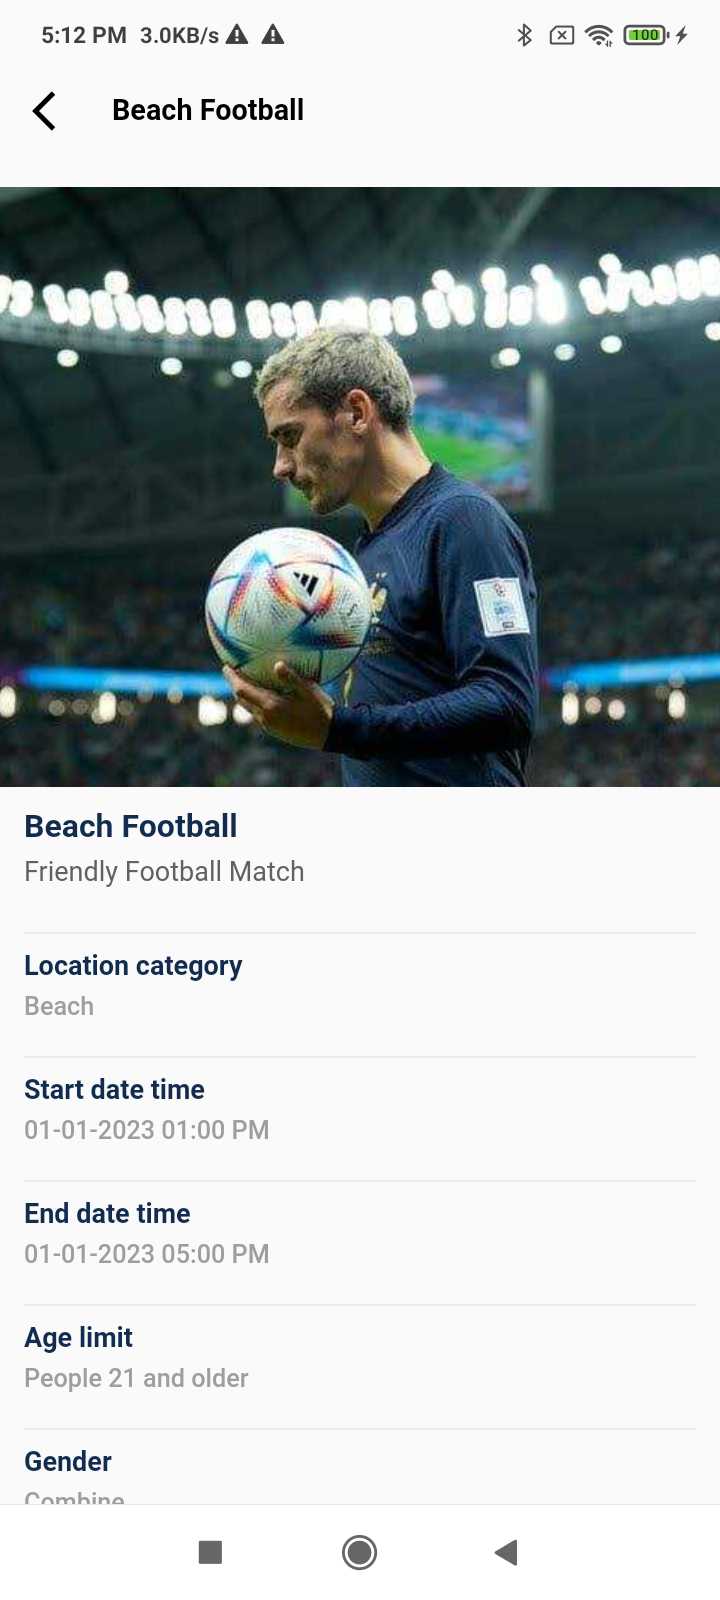 5:12 PM 3.0KB/s
100
Beach Football
Beach Football
Friendly Football Match
Location category
Beach
Start date time
01-01-2023 01:00 PM
End date time
01-01-2023 05:00 PM
Age limit
People 21 and older
Gender
Combine